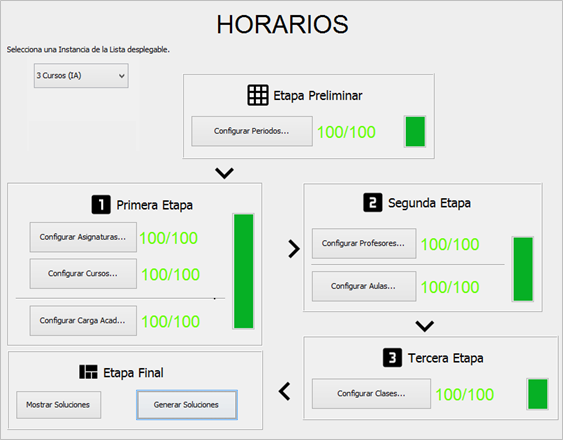 HORARIOS
Selecciona una Instancia de la Lista desplegable.
3 Cursos (IA)
Etapa Preliminar
Configurar Periodos... 100/100
1 Primera Etapa
Configurar Asignaturas... 100/100
Configurar Cursos... 100/100
Configurar Carga Acad... 100/100
2 Segunda Etapa
Configurar Profesores... 100/100
Configurar Aulas... 100/100
3 Tercera Etapa
Configurar Clases... 100/100
Etapa Final
Mostrar Soluciones Generar Soluciones